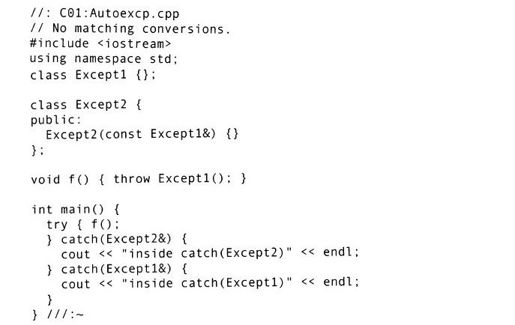 //: C01:Autoexcp.cpp
// No matching conversions.
#include <iostream>
using namespace std;
class Except1 {};

class Except2 {
public:
  Except2(const Except1&) {}
};

void f() { throw Except1(); }

int main() {
  try { f();
  } catch(Except2&) {
    cout << "inside catch(Except2)" << endl;
  } catch(Except1&) {
    cout << "inside catch(Except1)" << endl;
  }
} ///:~